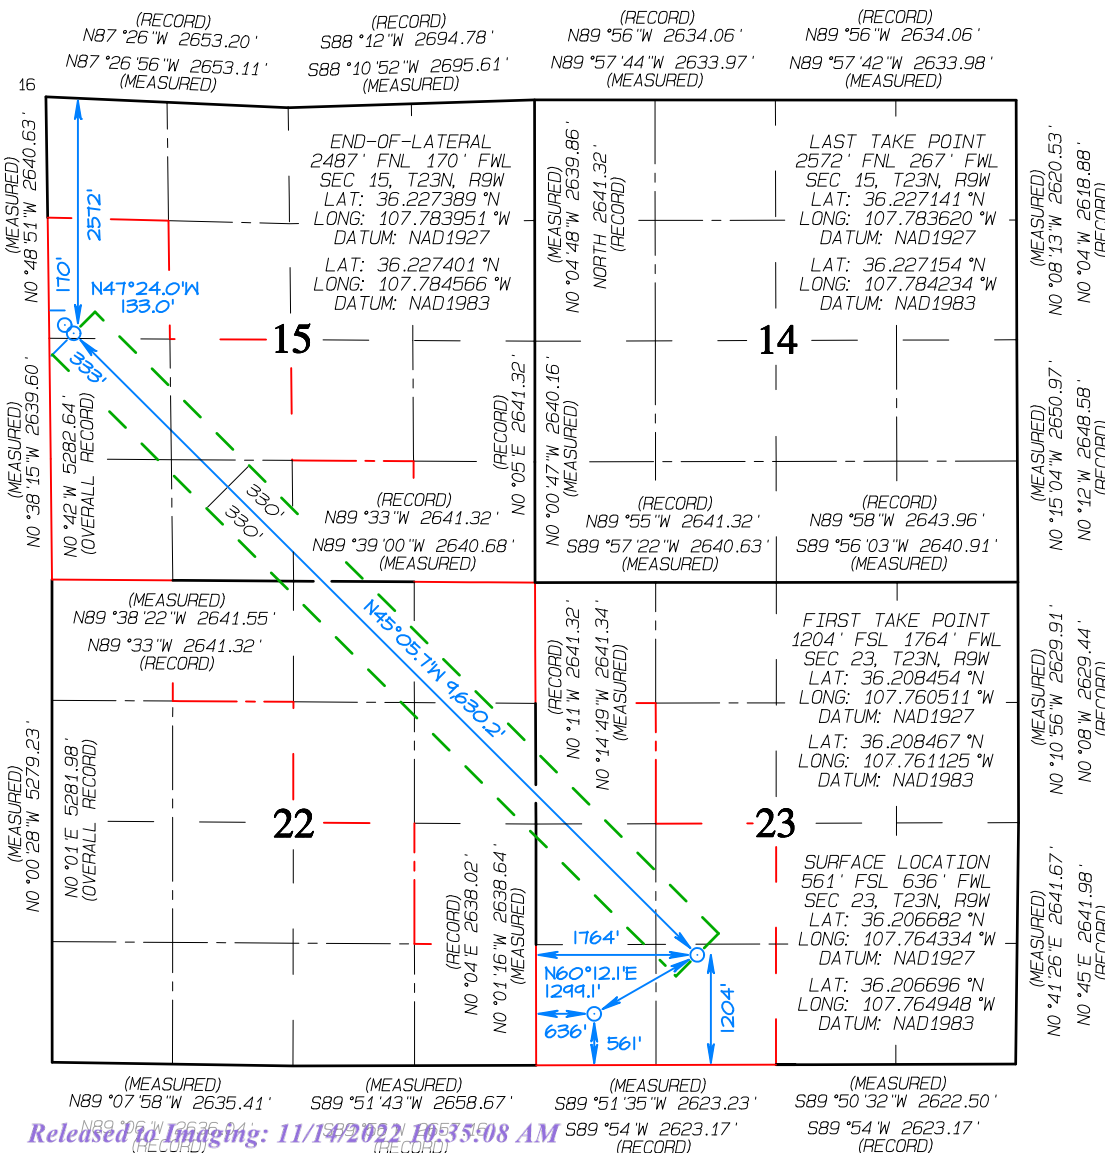 (RECORD)
N87°26'W 2653.20'
N87°26'56"W 2653.11'
(MEASURED)
(RECORD)
S88°12'W 2694.78'
S88°10'52"W 2695.61'
(MEASURED)
(RECORD)
N89°56'W 2634.06'
N89°57'44"W 2633.97'
(MEASURED)
(RECORD)
N89°56'W 2634.06'
N89°57'42"W 2633.98'
(MEASURED)
16
(MEASURED)
N0°48'51"W 2640.63'
2572'
170'
N47°24.0'W
133.0'
END-OF-LATERAL
2487' FNL 170' FWL
SEC 15, T23N, R9W
LAT: 36.227389°N
LONG: 107.783951°W
DATUM: NAD1927
LAT: 36.227401°N
LONG: 107.784566°W
DATUM: NAD1983
15
(MEASURED)
N0°04'48"W 2639.86'
NORTH 2641.32'
(RECORD)
LAST TAKE POINT
2572' FNL 267' FWL
SEC 15, T23N, R9W
LAT: 36.227141°N
LONG: 107.783620°W
DATUM: NAD1927
LAT: 36.227154°N
LONG: 107.784234°W
DATUM: NAD1983
14
(MEASURED)
N0°08'13"W 2620.53'
N0°04'W 2618.88'
(RECORD)
(MEASURED)
N0°38'15"W 2639.60'
N0°42'W 5282.64'
(OVERALL RECORD)
333'
330'
330'
(RECORD)
N0°05'E 2641.32'
N0°00'47"W 2640.16'
(MEASURED)
(MEASURED)
N0°15'04"W 2650.97'
N0°12'W 2648.58'
(RECORD)
(RECORD)
N89°33'W 2641.32'
N89°39'00"W 2640.68'
(MEASURED)
(RECORD)
N89°55'W 2641.32'
S89°57'22"W 2640.63'
(MEASURED)
(RECORD)
N89°58'W 2643.96'
S89°56'03"W 2640.91'
(MEASURED)
(MEASURED)
N89°38'22"W 2641.55'
N89°33'W 2641.32'
(RECORD)
N45°05.7'W 9,630.2'
(RECORD)
N0°11'W 2641.32'
N0°14'49"W 2641.34'
(MEASURED)
FIRST TAKE POINT
1204' FSL 1764' FWL
SEC 23, T23N, R9W
LAT: 36.208454°N
LONG: 107.760511°W
DATUM: NAD1927
LAT: 36.208467°N
LONG: 107.761125°W
DATUM: NAD1983
(MEASURED)
N0°10'56"W 2629.91'
N0°08'W 2629.44'
(RECORD)
(MEASURED)
N0°00'28"W 5279.23'
N0°01'E 5281.98'
(OVERALL RECORD)
22
23
(RECORD)
N0°04'E 2638.02'
N0°01'16"W 2638.64'
(MEASURED)
SURFACE LOCATION
561' FSL 636' FWL
SEC 23, T23N, R9W
LAT: 36.206682°N
LONG: 107.764334°W
DATUM: NAD1927
LAT: 36.206696°N
LONG: 107.764948°W
DATUM: NAD1983
(MEASURED)
N0°41'26"E 2641.67'
N0°45'E 2641.98'
(RECORD)
1764'
N60°12.1'E
1299.1'
636'
561'
1204'
(MEASURED)
N89°07'58"W 2635.41'
(RECORD)
(MEASURED)
S89°51'43"W 2658.67'
(RECORD)
(MEASURED)
S89°51'35"W 2623.23'
S89°54'W 2623.17'
(RECORD)
(MEASURED)
S89°50'32"W 2622.50'
S89°54'W 2623.17'
(RECORD)
Released to Imaging: 11/14/2022 10:35:08 AM